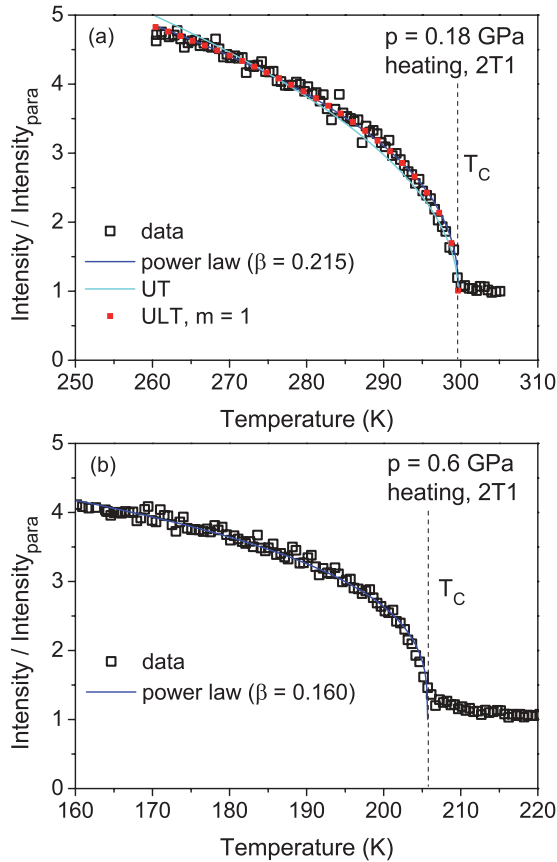 (a)
p = 0.18 GPa
heating, 2T1
T_C
data
power law (β = 0.215)
UT
ULT, m = 1
Intensity / Intensity_para
5
4
3
2
1
0
250 260 270 280 290 300 310
Temperature (K)
(b)
p = 0.6 GPa
heating, 2T1
T_C
data
power law (β = 0.160)
Intensity / Intensity_para
5
4
3
2
1
0
160 170 180 190 200 210 220
Temperature (K)